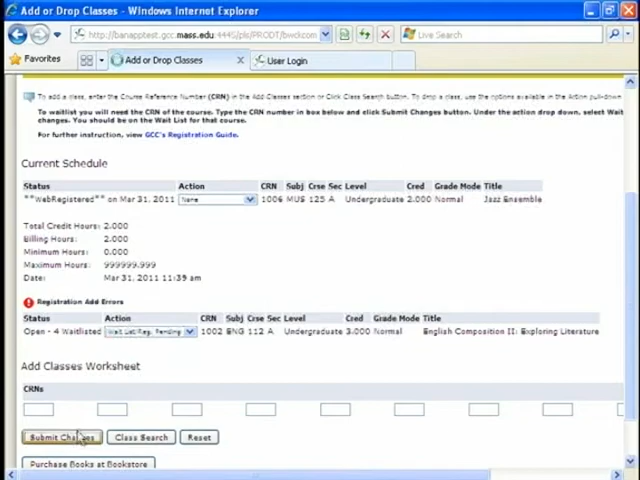 Add or Drop Classes - Windows Internet Explorer
http://banapptest.gcc.mass.edu:4445/pls/PRODT/bwckcom
Live Search
Favorites
Add or Drop Classes
User Login
To add a class, enter the Course Reference Number (CRN) in the Add Classes section or Click Class Search button. To drop a class, use the options available in the Action pull-down
To waitlist you will need the CRN of the course. Type the CRN number in box below and click Submit Changes button. Under the action drop down, select Wait
changes. You should be on the Wait List for that course.
For further instruction, view GCC's Registration Guide.
Current Schedule
Status Action CRN Subj Crse Sec Level Cred Grade Mode Title
**WebRegistered** on Mar 31, 2011 None 1006 MUS 125 A Undergraduate 2.000 Normal Jazz Ensemble
Total Credit Hours: 2.000
Billing Hours: 2.000
Minimum Hours: 0.000
Maximum Hours: 999999.999
Date: Mar 31, 2011 11:39 am
Registration Add Errors
Status Action CRN Subj Crse Sec Level Cred Grade Mode Title
Open - 4 Waitlisted Wait List/Reg. Pending 1002 ENG 112 A Undergraduate 3.000 Normal English Composition II: Exploring Literature
Add Classes Worksheet
CRNs
Submit Changes Class Search Reset
Purchase Books at Bookstore